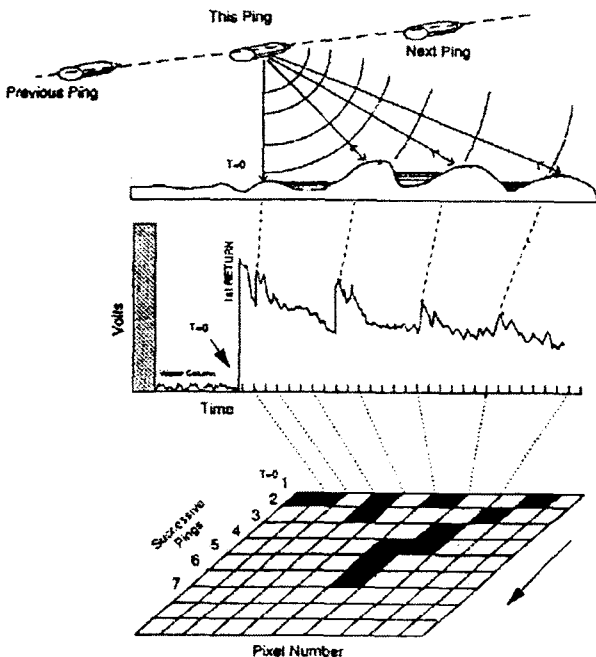 This Ping
Next Ping
Previous Ping
T=0
Volts
1st RETURN
T=0
Water Column
Time
T=0
1
2
3
4
5
6
7
Successive
Pings
Pixel Number